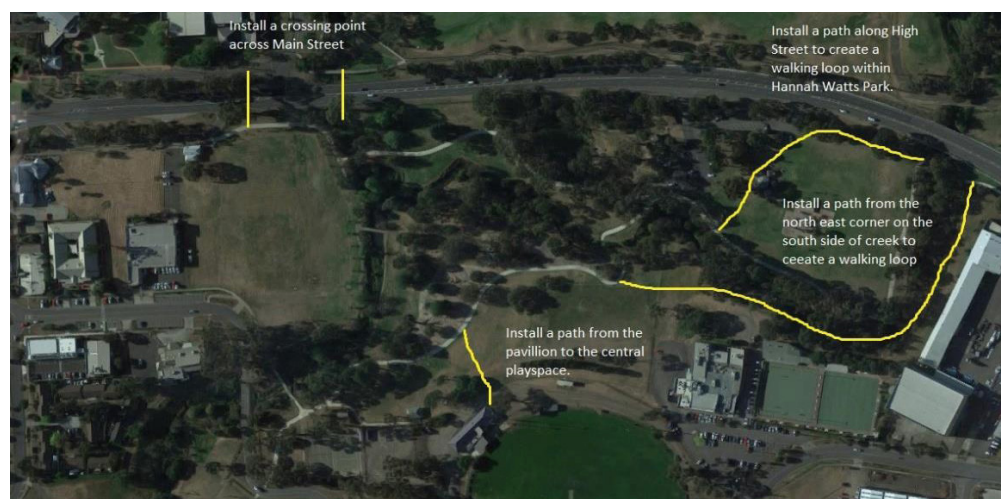 Install a crossing point
across Main Street
Install a path along High
Street to create a
walking loop within
Hannah Watts Park.
Install a path from the
north east corner on the
south side of creek to
ceeate a walking loop
Install a path from the
pavillion to the central
playspace.